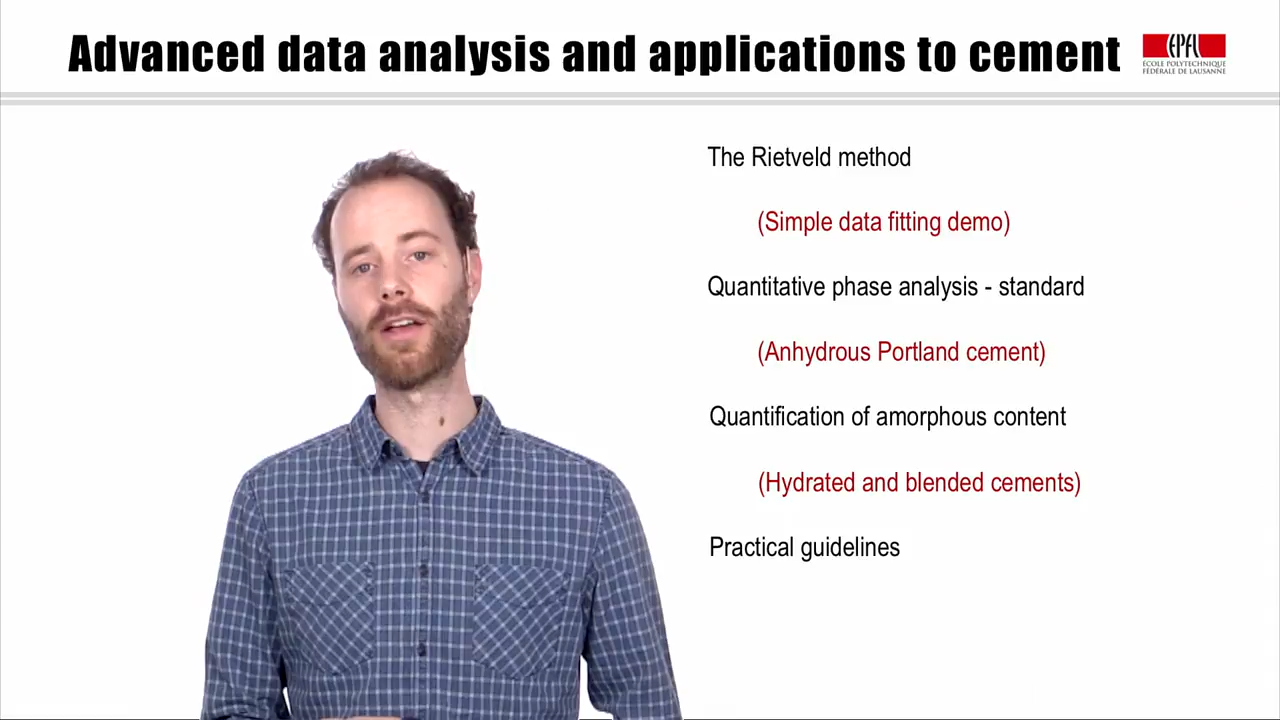 Advanced data analysis and applications to cement
EPFL
ÉCOLE POLYTECHNIQUE
FÉDÉRALE DE LAUSANNE
The Rietveld method
(Simple data fitting demo)
Quantitative phase analysis - standard
(Anhydrous Portland cement)
Quantification of amorphous content
(Hydrated and blended cements)
Practical guidelines